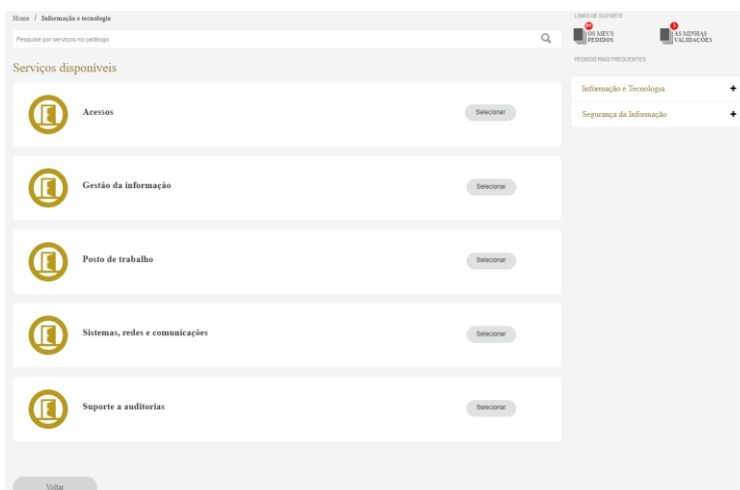 Home / Informação e tecnologia
Pesquise por serviços no catálogo
Serviços disponíveis
Acessos
Selecionar
Gestão da informação
Selecionar
Posto de trabalho
Selecionar
Sistemas, redes e comunicações
Selecionar
Suporte a auditorias
Selecionar
Voltar
LINKS DE SUPORTE
OS MEUS
PEDIDOS
3
AS MINHAS
VALIDAÇÕES
PEDIDOS MAIS FREQUENTES
Informação e Tecnologia +
Segurança da Informação +